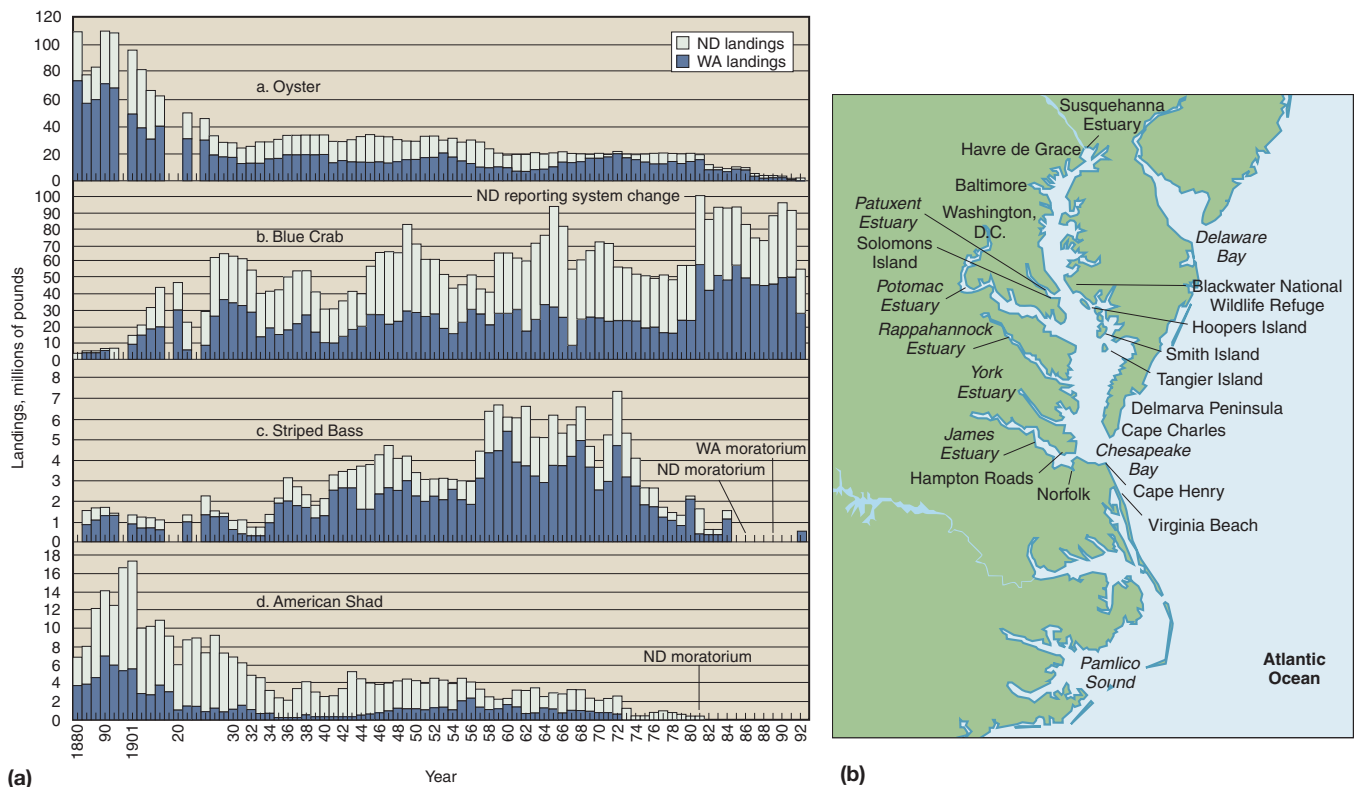 120
100
80
60
40
20
0
ND landings
WA landings
a. Oyster
100
90
80
70
60
50
40
30
20
10
0
ND reporting system change
b. Blue Crab
8
7
6
5
4
3
2
1
0
c. Striped Bass
WA moratorium
ND moratorium
18
16
14
12
10
8
6
4
2
0
d. American Shad
ND moratorium
Landings, millions of pounds
1880
90
1901
20
30
32
34
36
38
40
42
44
46
48
50
52
54
56
58
60
62
64
66
68
70
72
74
76
78
80
82
84
86
88
90
92
Year
(a)
Susquehanna
Estuary
Havre de Grace
Baltimore
Patuxent
Estuary
Washington,
D.C.
Solomons
Island
Potomac
Estuary
Rappahannock
Estuary
York
Estuary
James
Estuary
Hampton Roads
Norfolk
Delaware
Bay
Blackwater National
Wildlife Refuge
Hoopers Island
Smith Island
Tangier Island
Delmarva Peninsula
Cape Charles
Chesapeake
Bay
Cape Henry
Virginia Beach
Pamlico
Sound
Atlantic
Ocean
(b)